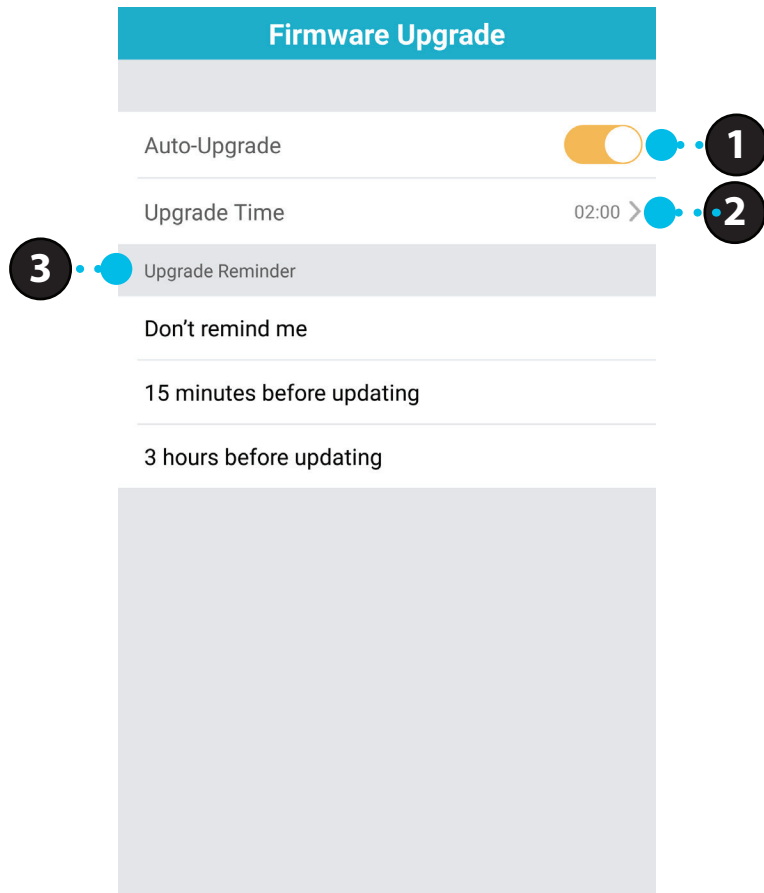 Firmware Upgrade
Auto-Upgrade
1
Upgrade Time 02:00
2
3
Upgrade Reminder
Don’t remind me
15 minutes before updating
3 hours before updating